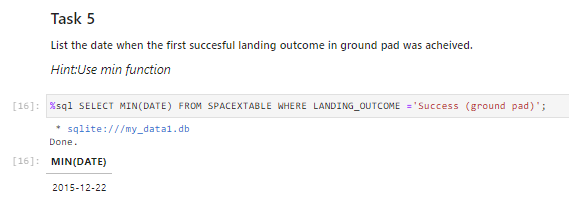 Task 5
List the date when the first succesful landing outcome in ground pad was acheived.
Hint:Use min function
[16]: %sql SELECT MIN(DATE) FROM SPACEXTABLE WHERE LANDING_OUTCOME ='Success (ground pad)';
* sqlite:///my_data1.db
Done.
[16]: MIN(DATE)
2015-12-22